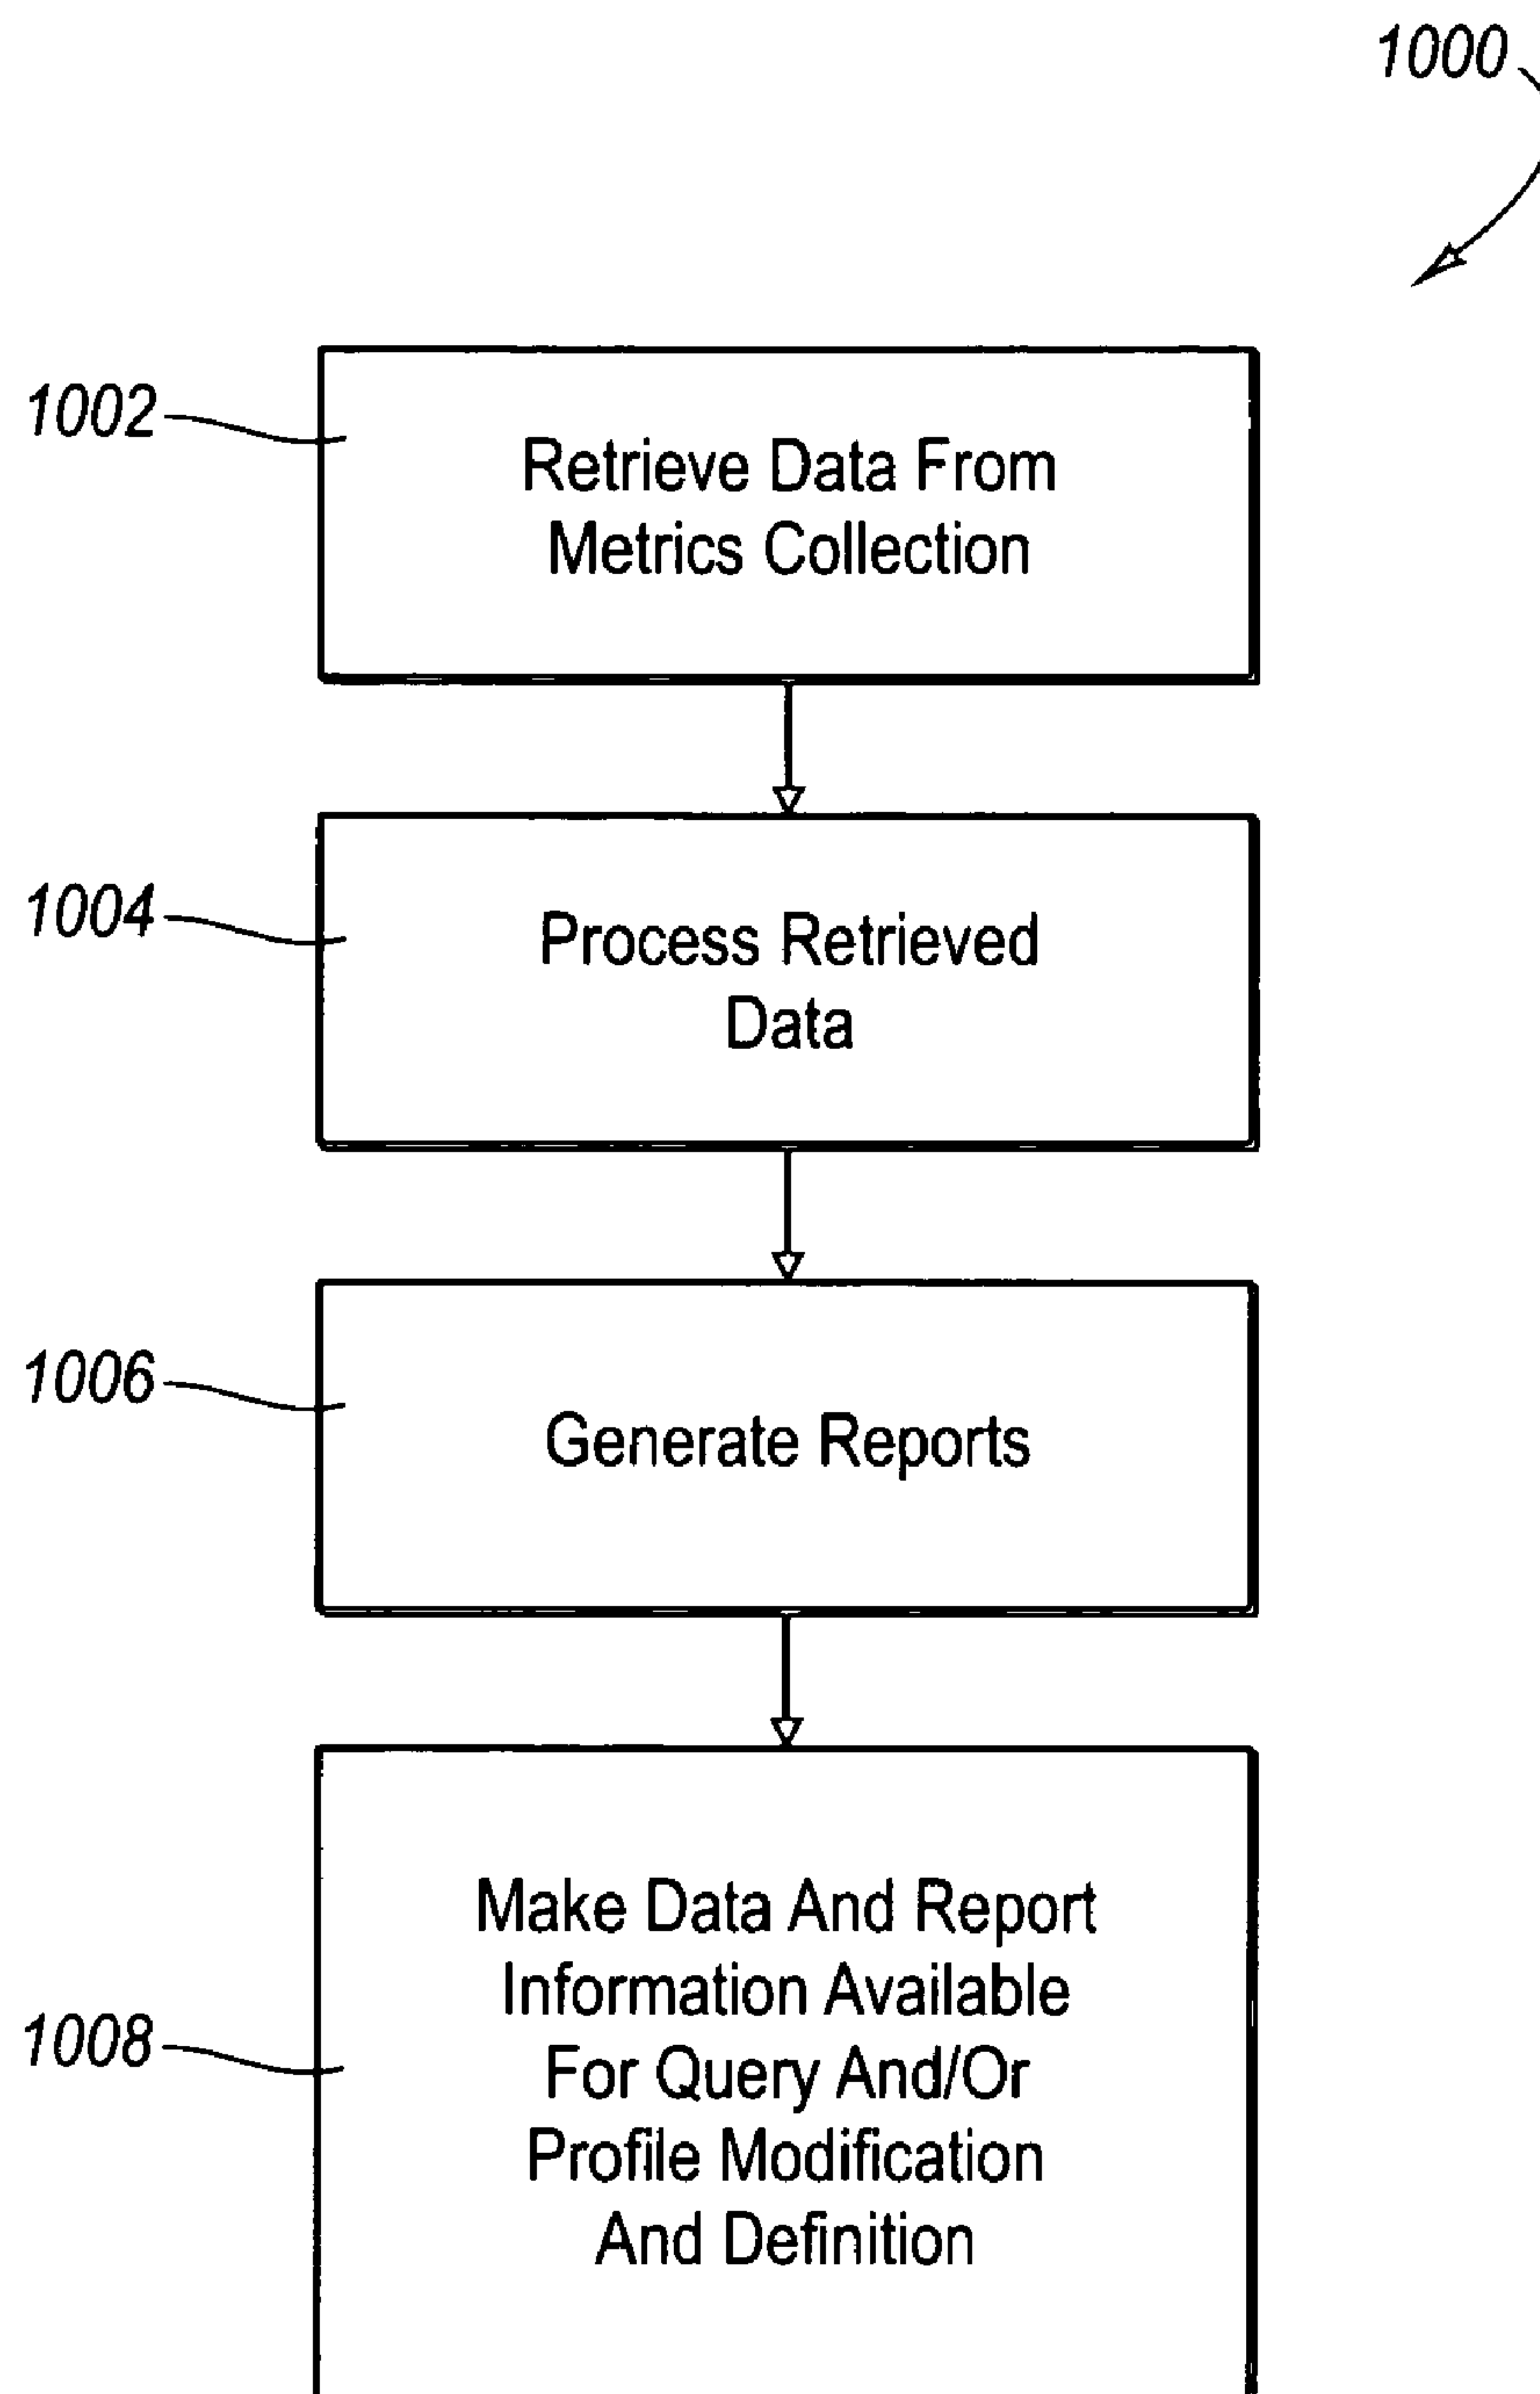 1000
1002
Retrieve Data From
Metrics Collection
1004
Process Retrieved
Data
1006
Generate Reports
1008
Make Data And Report
Information Available
For Query And/Or
Profile Modification
And Definition